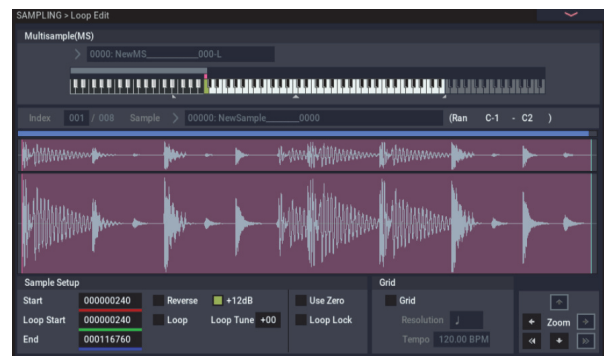 SAMPLING > Loop Edit
Multisample(MS)
0000: NewMS________000-L
Index 001 / 008 Sample 00000: NewSample____0000 (Ran C-1 - C2 )
Sample Setup Grid
Start 000000240 Reverse +12dB Use Zero Grid
Loop Start 000000240 Loop Loop Tune +00 Loop Lock Resolution ♩
End 000116760 Tempo 120.00 BPM
Zoom